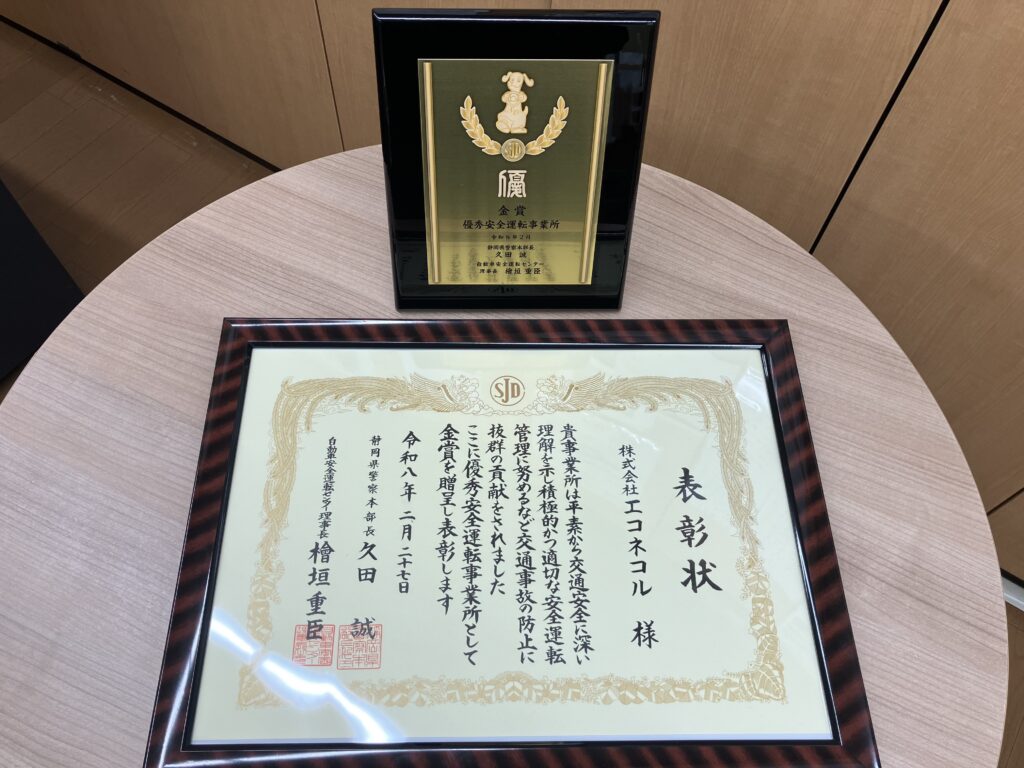 SJD
優
金賞
優秀安全運転事業所
令和8年2月
静岡県警察本部長
久田 誠
自動車安全運転センター
理事長 檜垣重臣
SJD
表彰状
株式会社エコネコル 様
貴事業所は平素から交通安全に深い
理解を示し積極的かつ適切な安全運転
管理に努めるなど交通事故の防止に
抜群の貢献をされました
ここに優秀安全運転事業所として
金賞を贈呈し表彰します
令和八年二月二十七日
静岡県警察本部長 久田 誠
自動車安全運転センター理事長 檜垣重臣